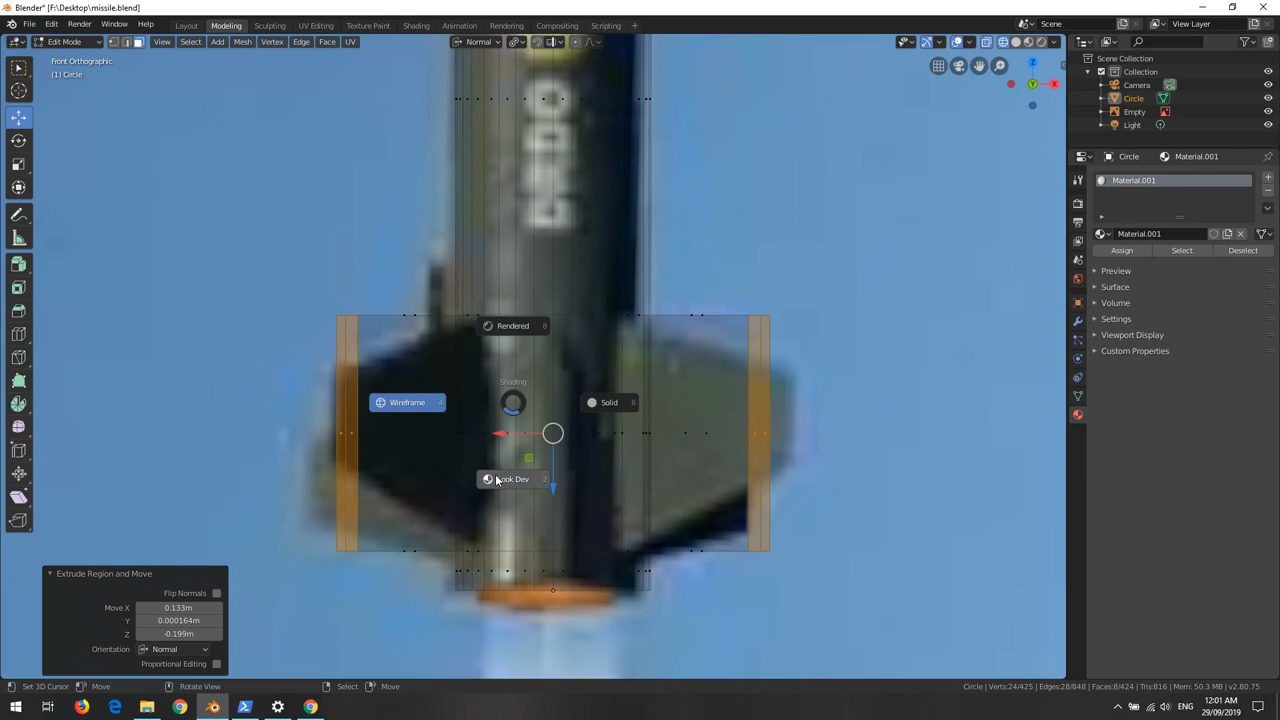 Blender* [F:\Desktop\missile.blend]
File Edit Render Window Help Layout Modeling Sculpting UV Editing Texture Paint Shading Animation Rendering Compositing Scripting + Scene View Layer
Edit Mode View Select Add Mesh Vertex Edge Face UV Normal
Front Orthographic
(1) Circle
Z
Y
X
Scene Collection
Collection
Camera
Circle
Empty
Light
Circle Material.001
Material.001
Material.001
Assign Select Deselect
Preview
Surface
Volume
Settings
Viewport Display
Custom Properties
Rendered 8
Shading
Wireframe 4
Solid 6
ook Dev 2
Extrude Region and Move
Flip Normals
Move X 0.133m
Y 0.000164m
Z -0.199m
Orientation Normal
Proportional Editing
Set 3D Cursor Move Rotate View Select Move Circle | Verts:24/425 | Edges:28/848 | Faces:8/424 | Tris:816 | Mem: 50.3 MB | v2.80.75
ENG 12:01 AM
29/09/2019